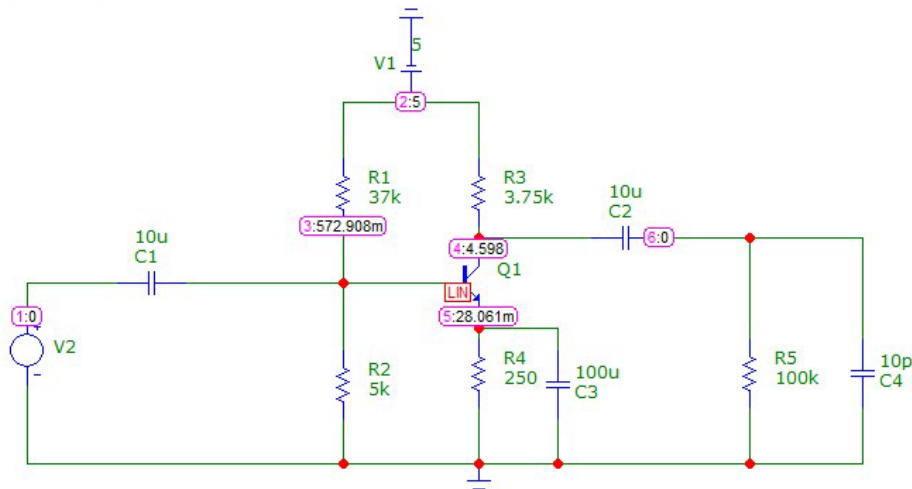 5
V1
2:5
R1
37k
R3
3.75k
3:572.908m
10u
C2
6:0
4:4.598
10u
C1
Q1
LIN
1:0
5:28.061m
V2
R2
5k
R4
250
100u
C3
R5
100k
10p
C4